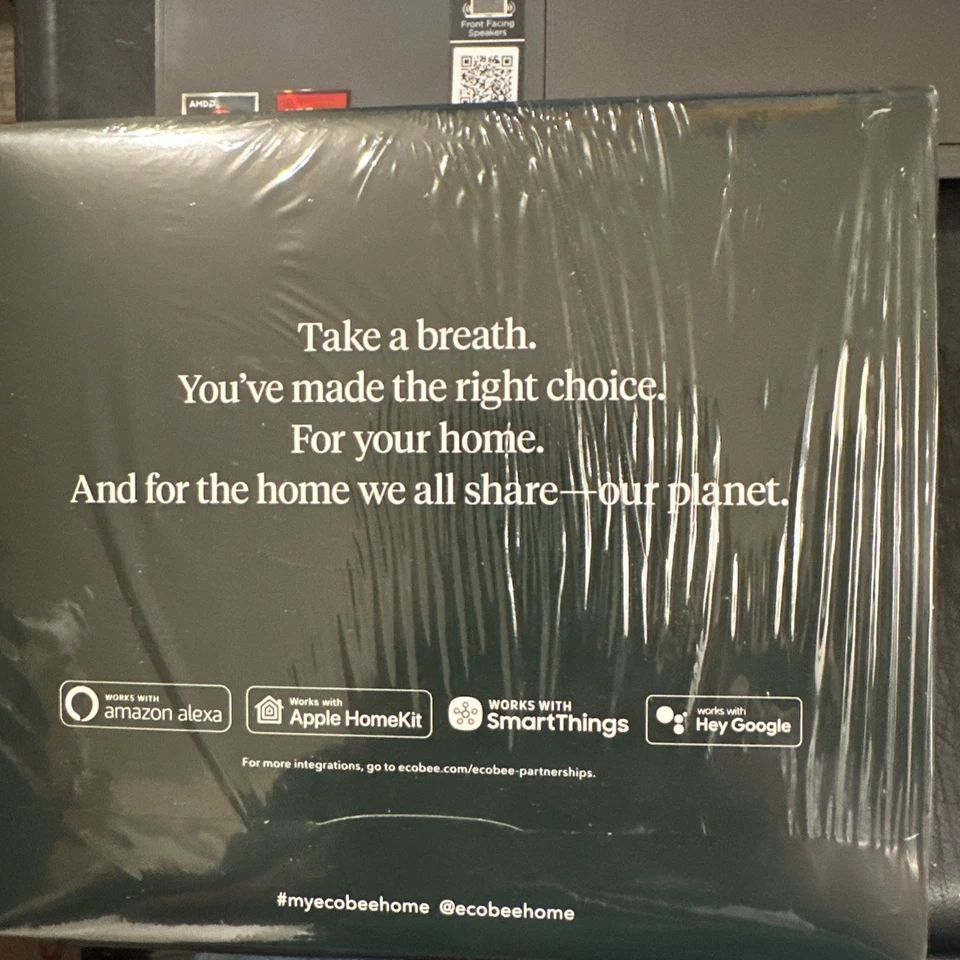 Front Facing
Speakers
AMD
Take a breath.
You've made the right choice.
For your home.
And for the home we all share—our planet.
WORKS WITH
amazon alexa
Works with
Apple HomeKit
WORKS WITH
SmartThings
works with
Hey Google
For more integrations, go to ecobee.com/ecobee-partnerships.
#myecobeehome @ecobeehome